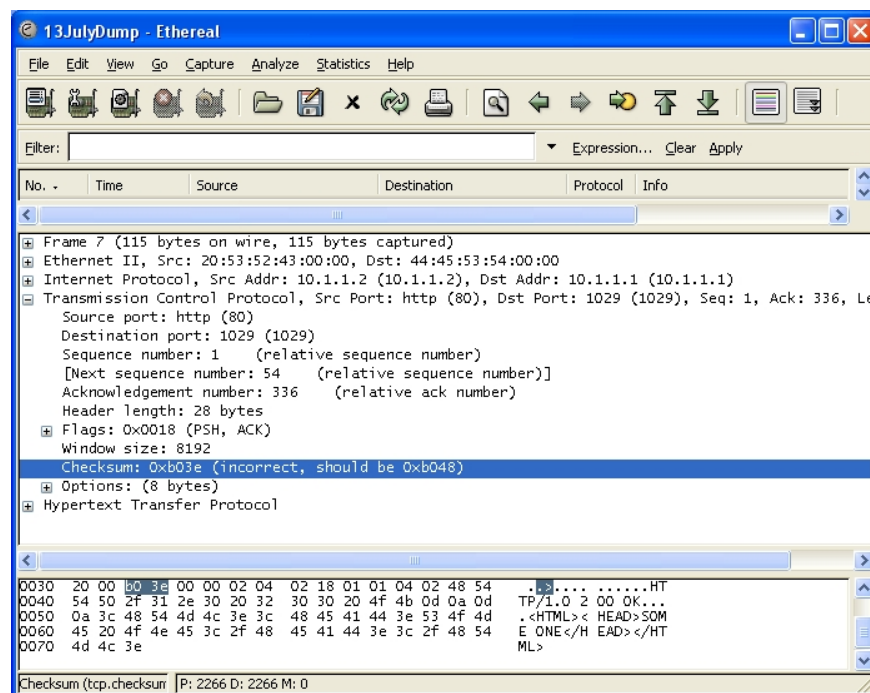 13JulyDump - Ethereal
File Edit View Go Capture Analyze Statistics Help
Filter: Expression... Clear Apply
No. Time Source Destination Protocol Info
Frame 7 (115 bytes on wire, 115 bytes captured)
Ethernet II, Src: 20:53:52:43:00:00, Dst: 44:45:53:54:00:00
Internet Protocol, Src Addr: 10.1.1.2 (10.1.1.2), Dst Addr: 10.1.1.1 (10.1.1.1)
Transmission Control Protocol, Src Port: http (80), Dst Port: 1029 (1029), Seq: 1, Ack: 336, Le
Source port: http (80)
Destination port: 1029 (1029)
Sequence number: 1 (relative sequence number)
[Next sequence number: 54 (relative sequence number)]
Acknowledgement number: 336 (relative ack number)
Header length: 28 bytes
Flags: 0x0018 (PSH, ACK)
Window size: 8192
Checksum: 0xb03e (incorrect, should be 0xb048)
Options: (8 bytes)
Hypertext Transfer Protocol
0030 20 00 b0 3e 00 00 02 04 02 18 01 01 04 02 48 54 ..>..... ......HT
0040 54 50 2f 31 2e 30 20 32 30 30 20 4f 4b 0d 0a 0d TP/1.0 2 00 OK...
0050 0a 3c 48 54 4d 4c 3e 3c 48 45 41 44 3e 53 4f 4d .<HTML>< HEAD>SOM
0060 45 20 4f 4e 45 3c 2f 48 45 41 44 3e 3c 2f 48 54 E ONE</H EAD></HT
0070 4d 4c 3e ML>
Checksum (tcp.checksum P: 2266 D: 2266 M: 0